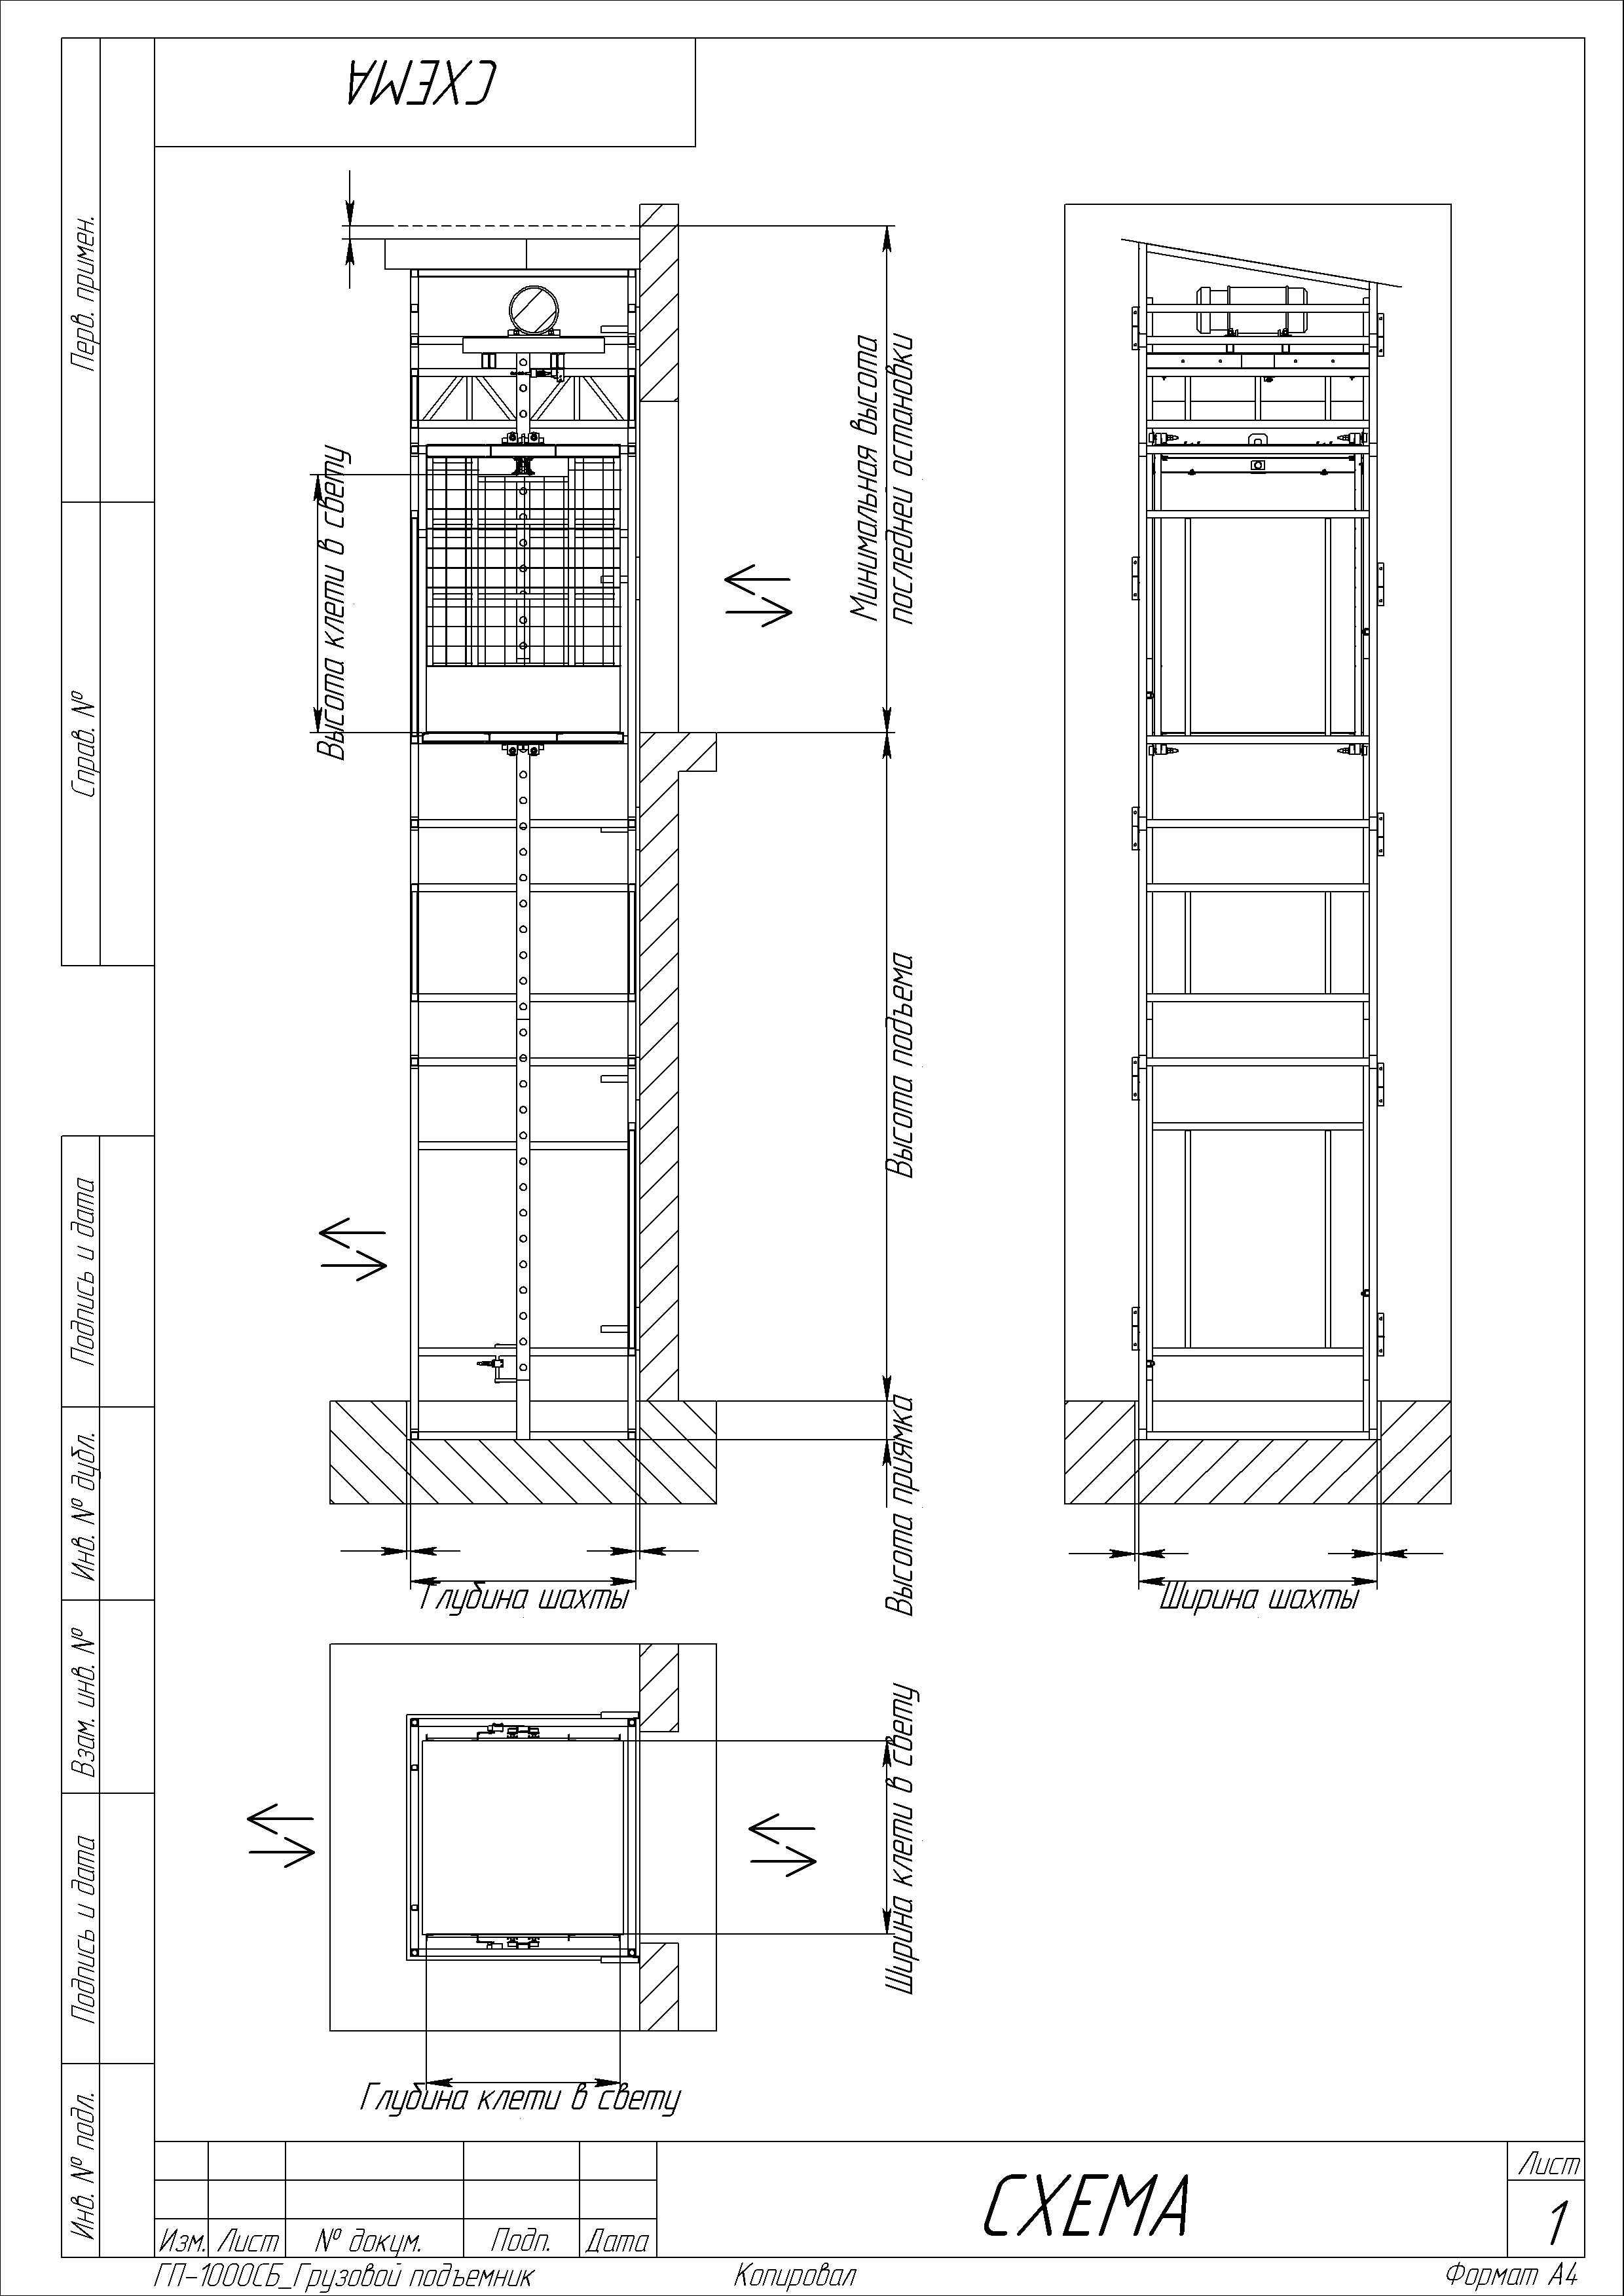 СХЕМА
Перв. примен.
Справ. №
Подпись и дата
Инв. № дубл.
Взам. инв. №
Подпись и дата
Инв. № подл.
Высота клети в свету
Минимальная высота
последней остановки
Высота подъема
Высота приямка
Глубина шахты
Ширина шахты
Ширина клети в свету
Глубина клети в свету
Изм. Лист № докум. Подп. Дата
СХЕМА
Лист
1
ГП-1000СБ_Грузовой подъемник
Копировал
Формат А4